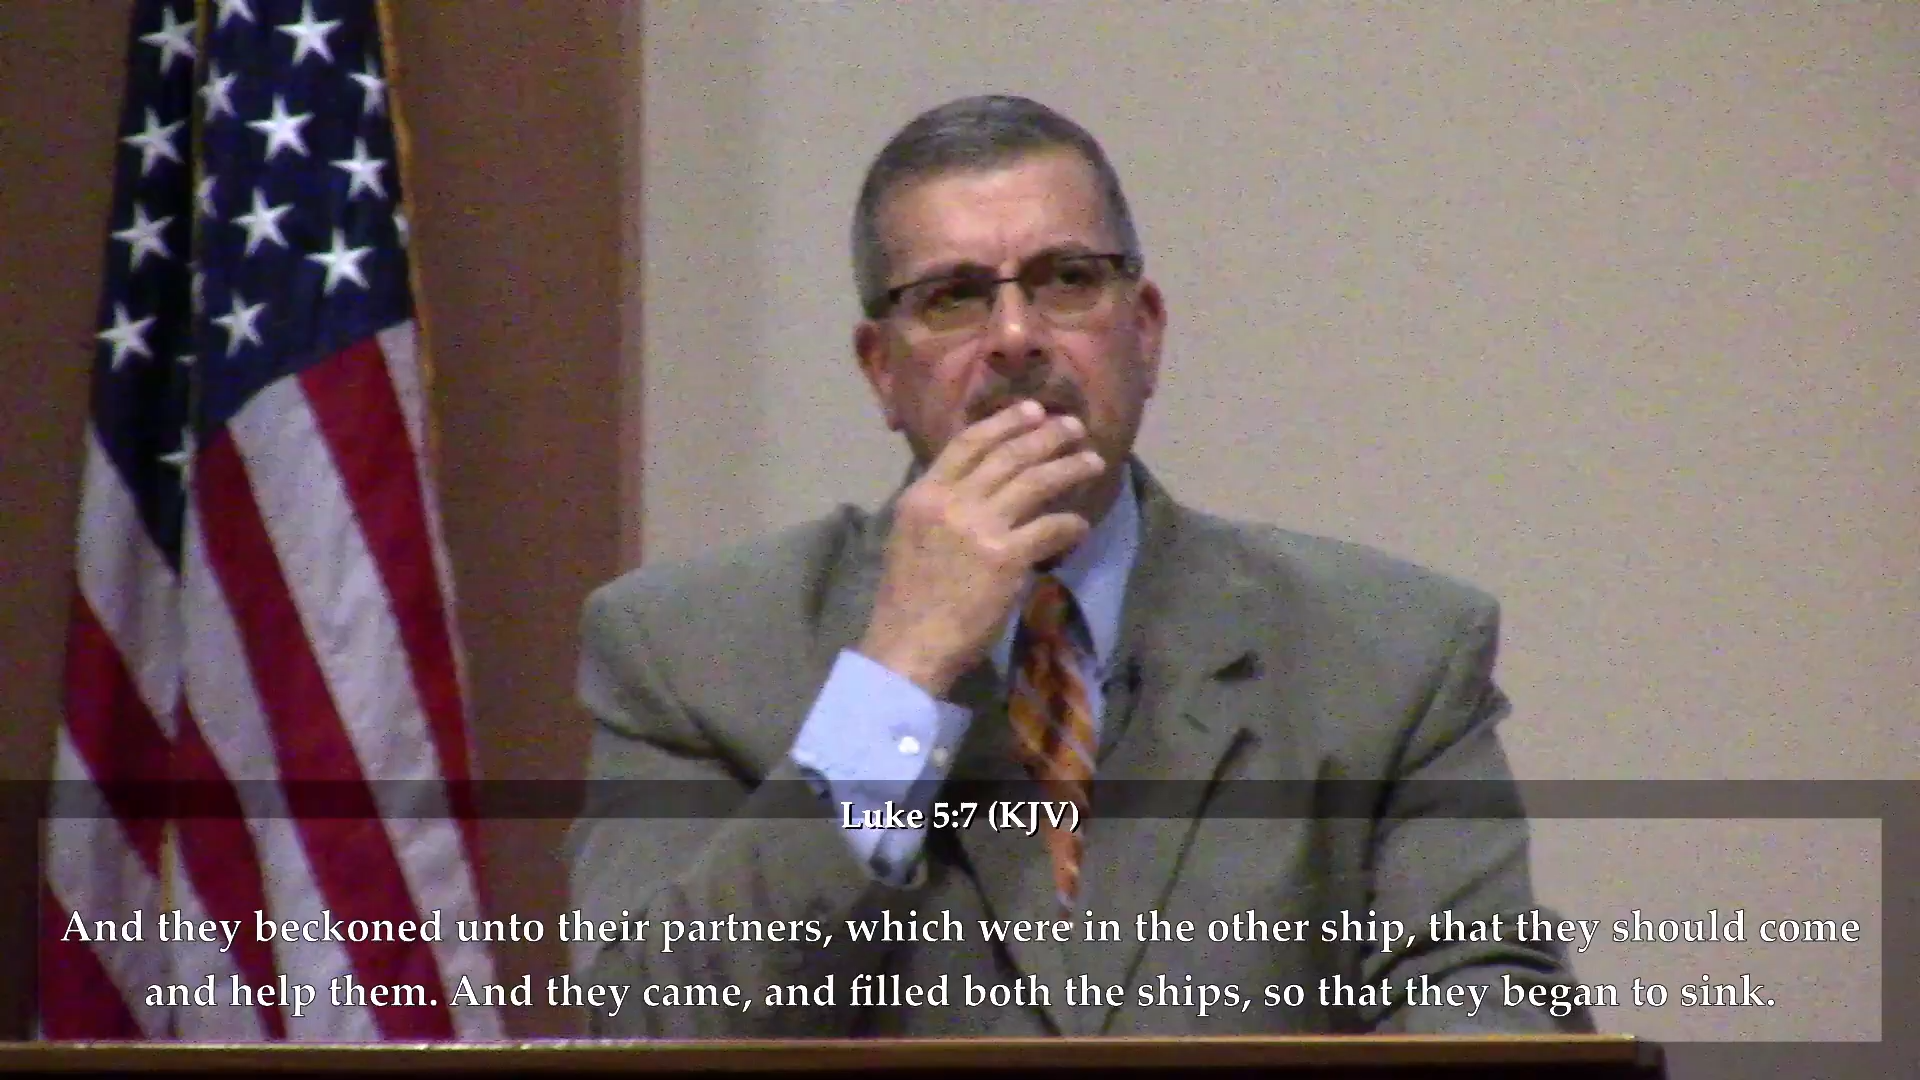 Luke 5:7 (KJV)
And they beckoned unto their partners, which were in the other ship, that they should come
and help them. And they came, and filled both the ships, so that they began to sink.